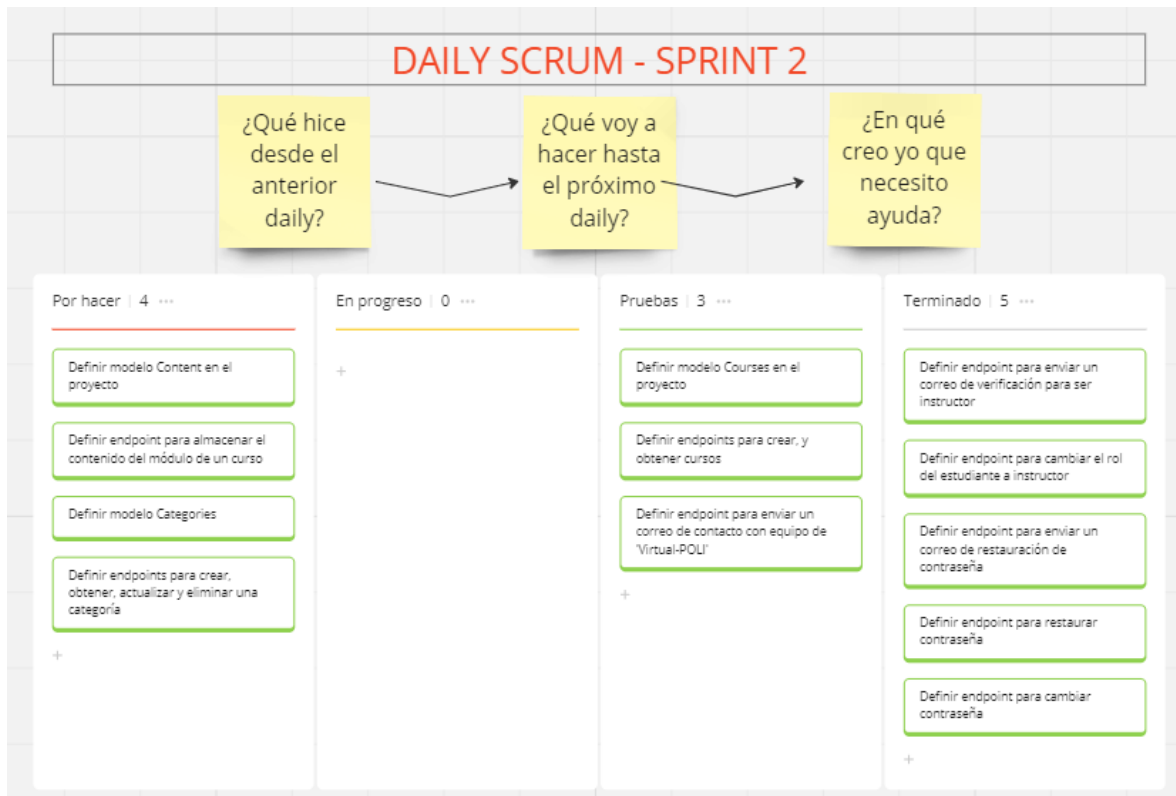 DAILY SCRUM - SPRINT 2
¿Qué hice
desde el
anterior
daily?
¿Qué voy a
hacer hasta
el próximo
daily?
¿En qué
creo yo que
necesito
ayuda?
Por hacer | 4 ···
Definir modelo Content en el
proyecto
Definir endpoint para almacenar el
contenido del módulo de un curso
Definir modelo Categories
Definir endpoints para crear,
obtener, actualizar y eliminar una
categoría
+
En progreso | 0 ···
+
Pruebas | 3 ···
Definir modelo Courses en el
proyecto
Definir endpoints para crear, y
obtener cursos
Definir endpoint para enviar un
correo de contacto con equipo de
'Virtual-POLI'
+
Terminado | 5 ···
Definir endpoint para enviar un
correo de verificación para ser
instructor
Definir endpoint para cambiar el rol
del estudiante a instructor
Definir endpoint para enviar un
correo de restauración de
contraseña
Definir endpoint para restaurar
contraseña
Definir endpoint para cambiar
contraseña
+